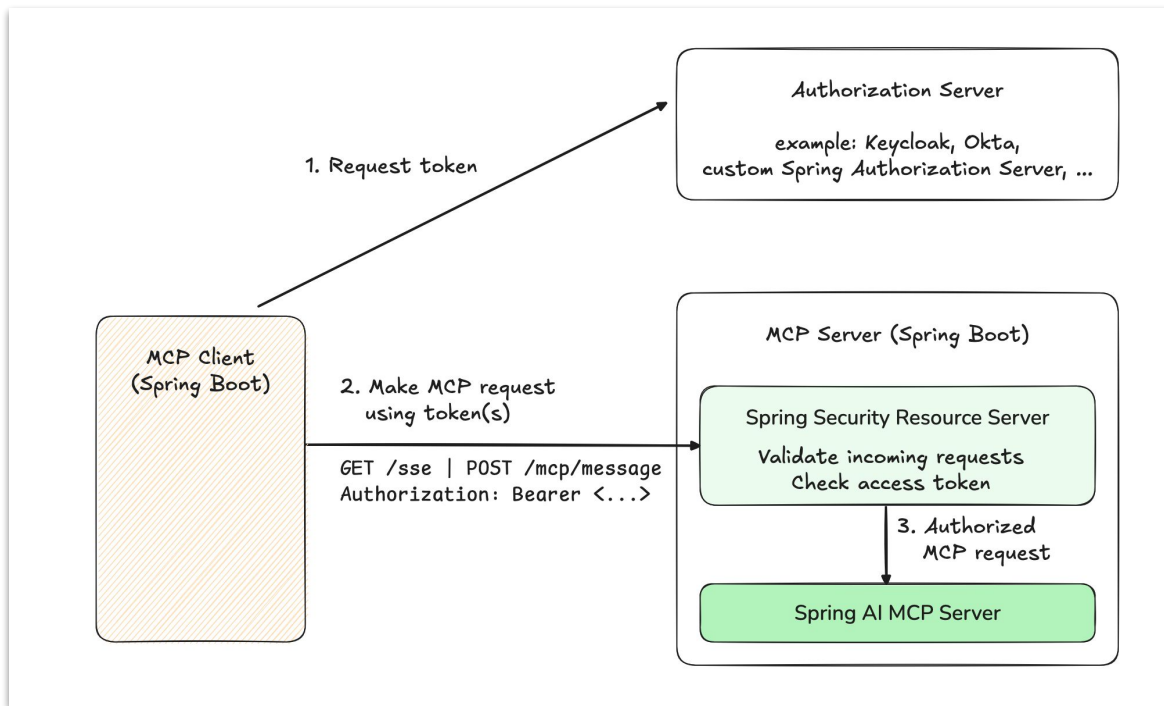 Authorization Server
example: Keycloak, Okta,
custom Spring Authorization Server, ...
1. Request token
MCP Server (Spring Boot)
MCP Client
(Spring Boot)
2. Make MCP request
using token(s)
GET /sse | POST /mcp/message
Authorization: Bearer <...>
Spring Security Resource Server
Validate incoming requests
Check access token
3. Authorized
MCP request
Spring AI MCP Server